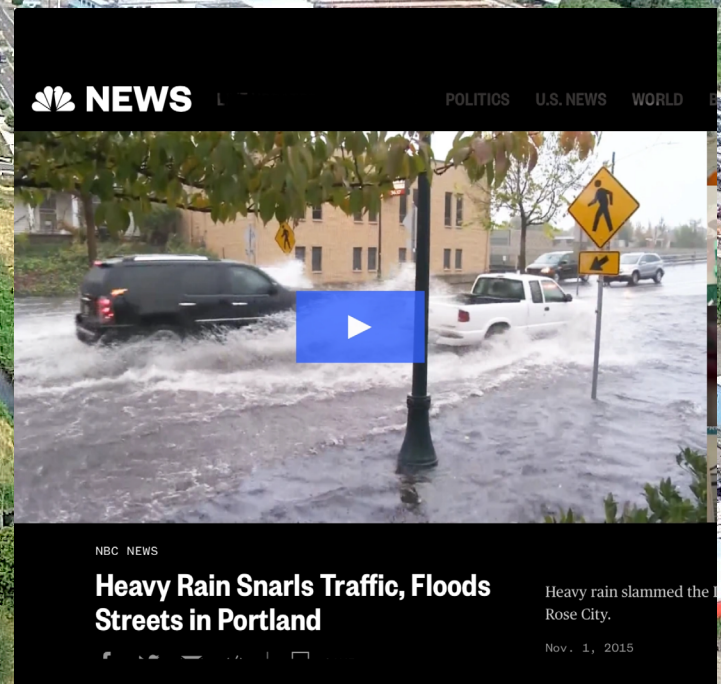 NEWS
POLITICS U.S. NEWS WORLD
NBC NEWS
Heavy Rain Snarls Traffic, Floods
Streets in Portland
Heavy rain slammed the
Rose City.
Nov. 1, 2015